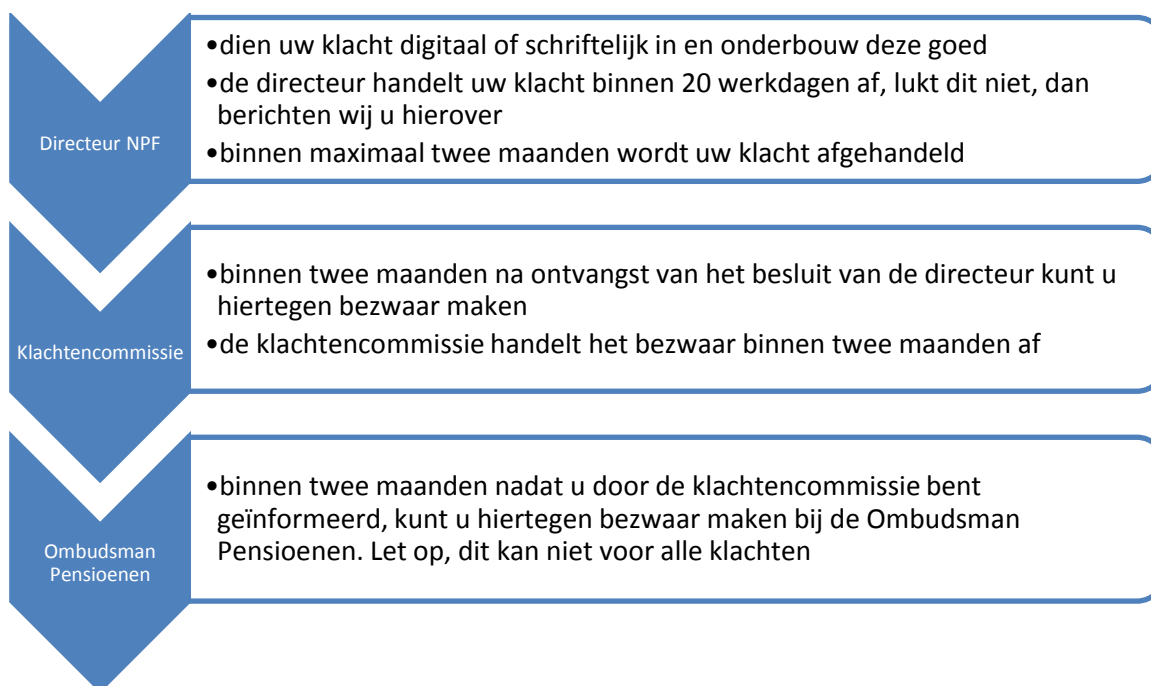 Directeur NPF
•dien uw klacht digitaal of schriftelijk in en onderbouw deze goed
•de directeur handelt uw klacht binnen 20 werkdagen af, lukt dit niet, dan
berichten wij u hierover
•binnen maximaal twee maanden wordt uw klacht afgehandeld
Klachtencommissie
•binnen twee maanden na ontvangst van het besluit van de directeur kunt u
hiertegen bezwaar maken
•de klachtencommissie handelt het bezwaar binnen twee maanden af
Ombudsman
Pensioenen
•binnen twee maanden nadat u door de klachtencommissie bent
geïnformeerd, kunt u hiertegen bezwaar maken bij de Ombudsman
Pensioenen. Let op, dit kan niet voor alle klachten